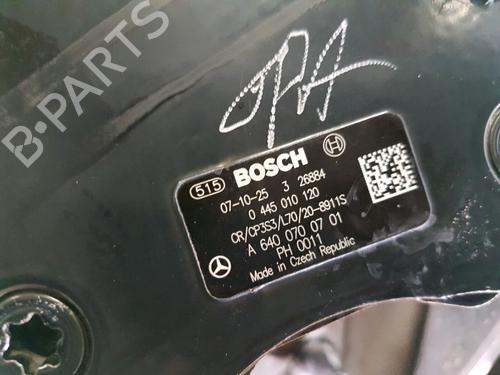 B-PARTS
515 BOSCH
07-10-25 3 26884
0 445 010 120
CR/CP3S3/L70/20-8911S
A 640 070 07 01
PH 0011
Made in Czech Republic